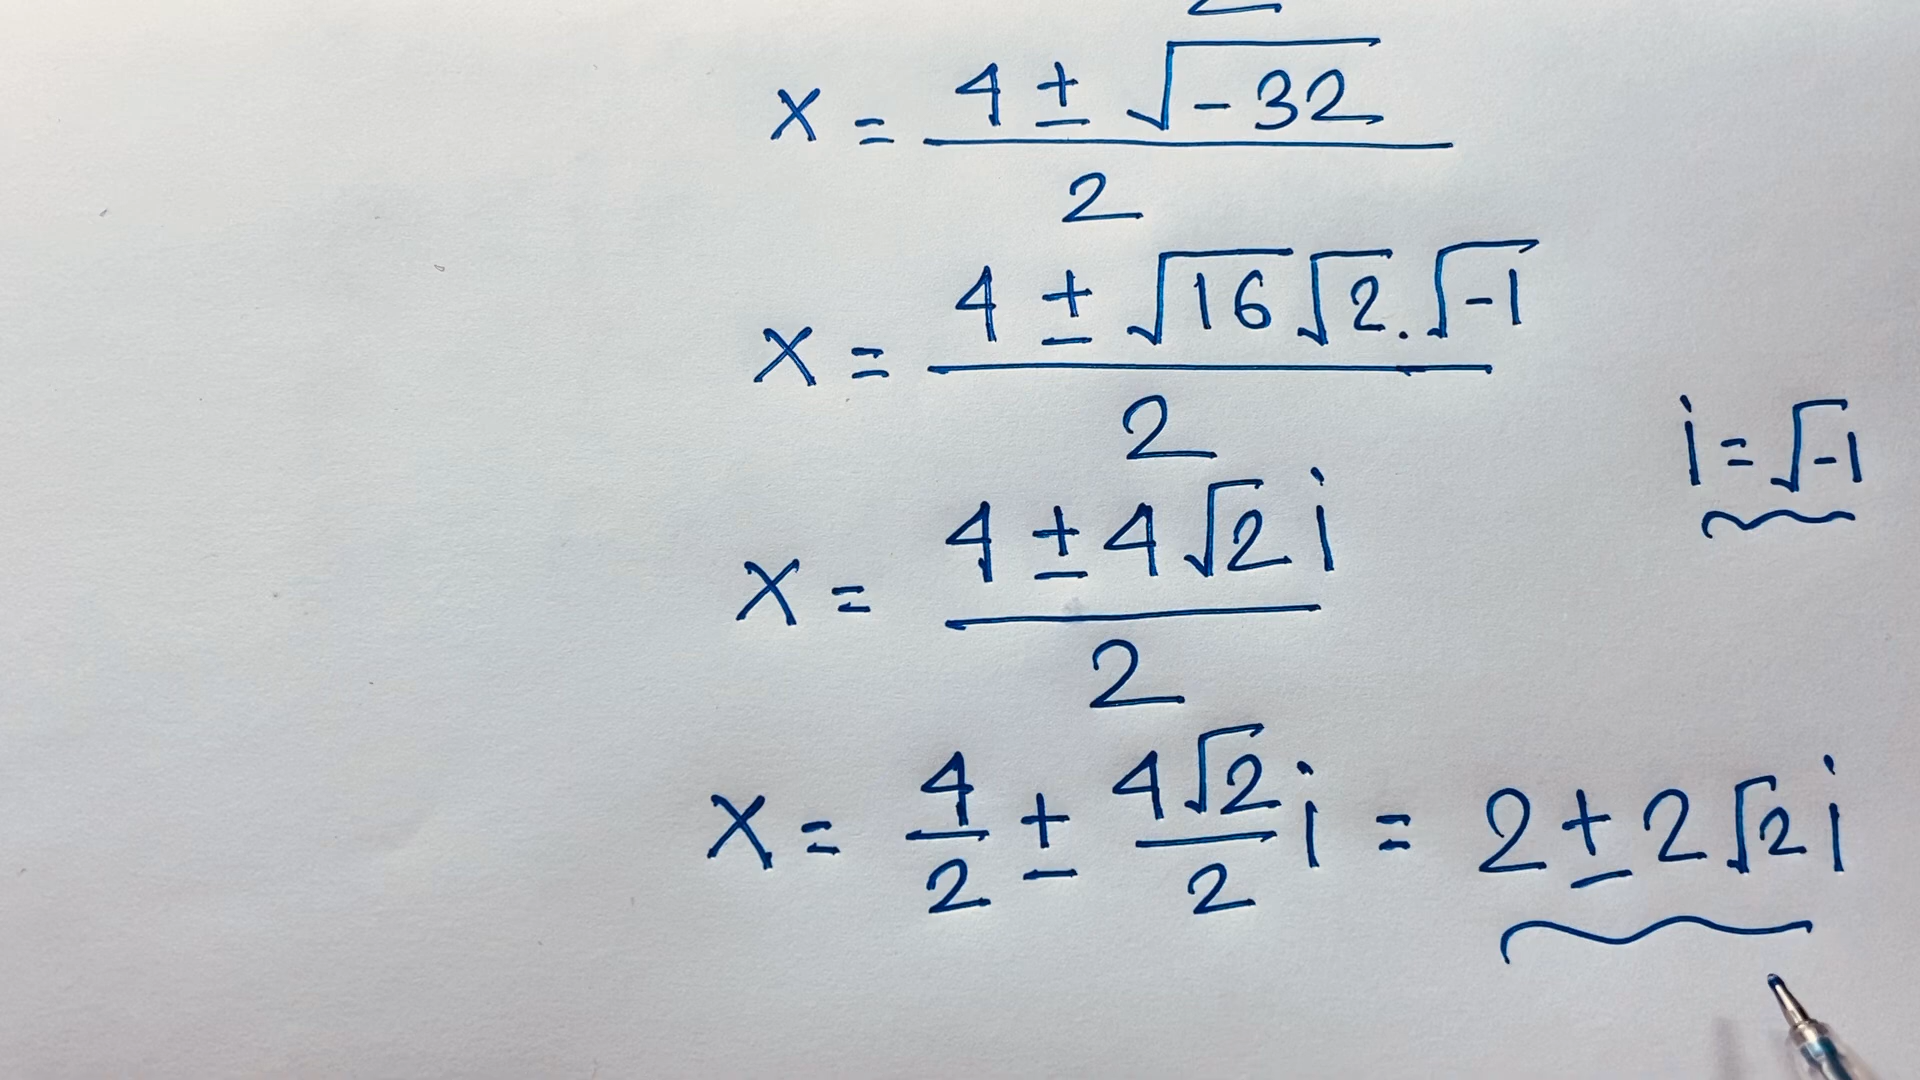 x = (4 ± √-32) / 2
x = (4 ± √16 √2 . √-1) / 2
i = √-1
x = (4 ± 4√2 i) / 2
x = 4/2 ± 4√2/2 i = 2 ± 2√2 i